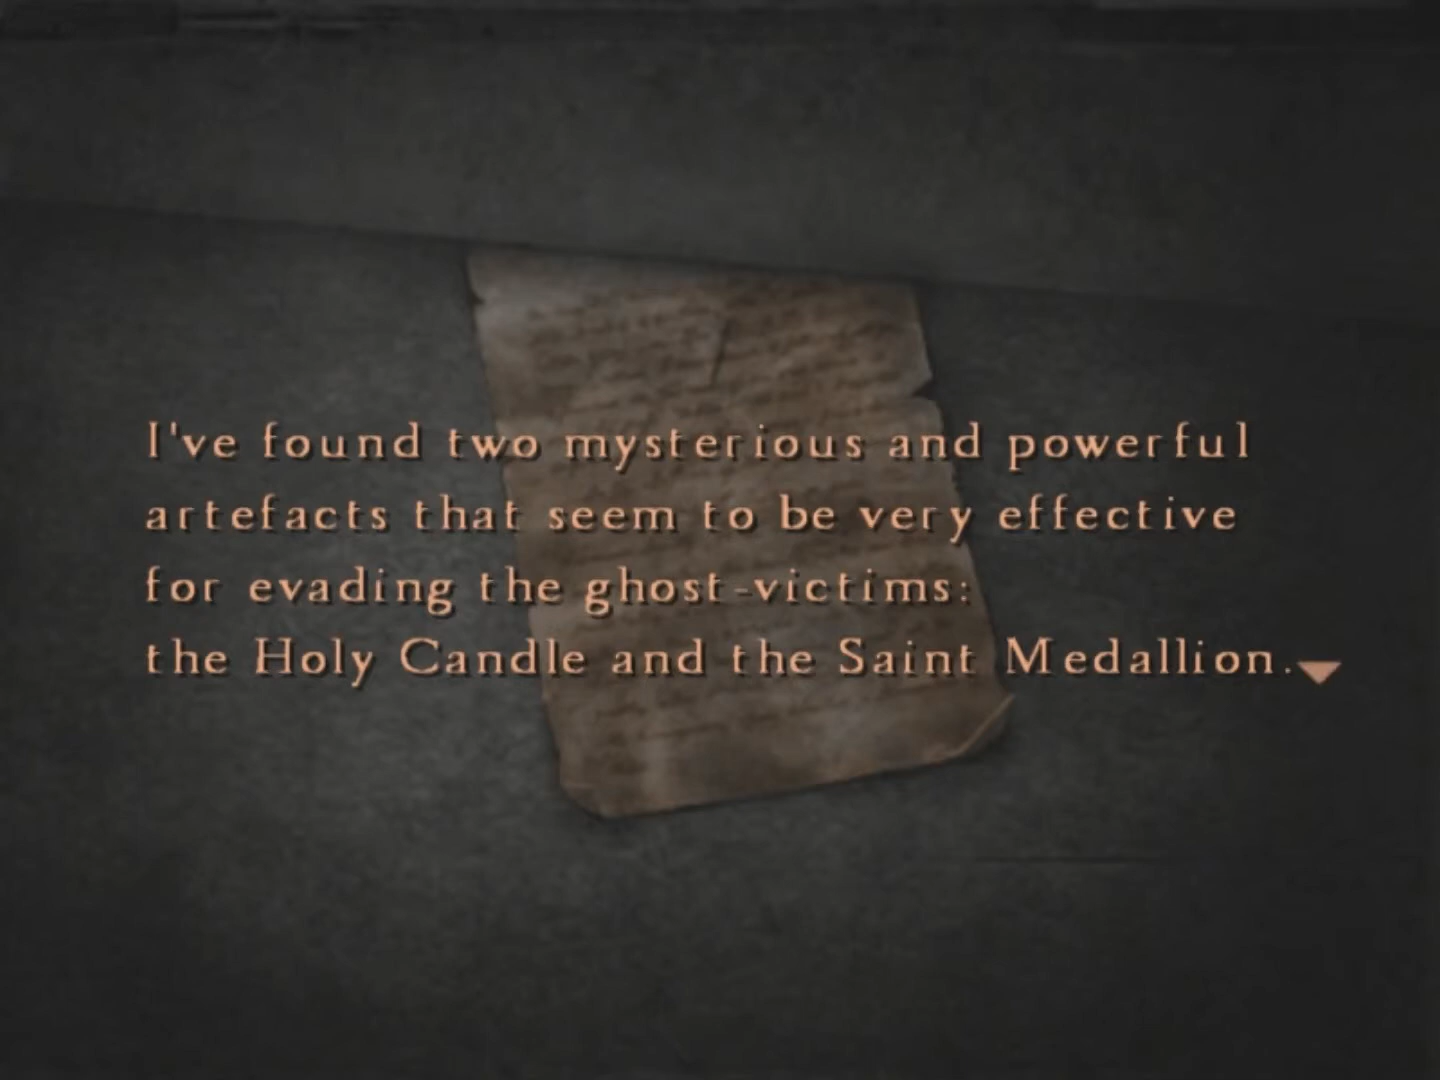 I've found two mysterious and powerful
artefacts that seem to be very effective
for evading the ghost-victims:
the Holy Candle and the Saint Medallion.